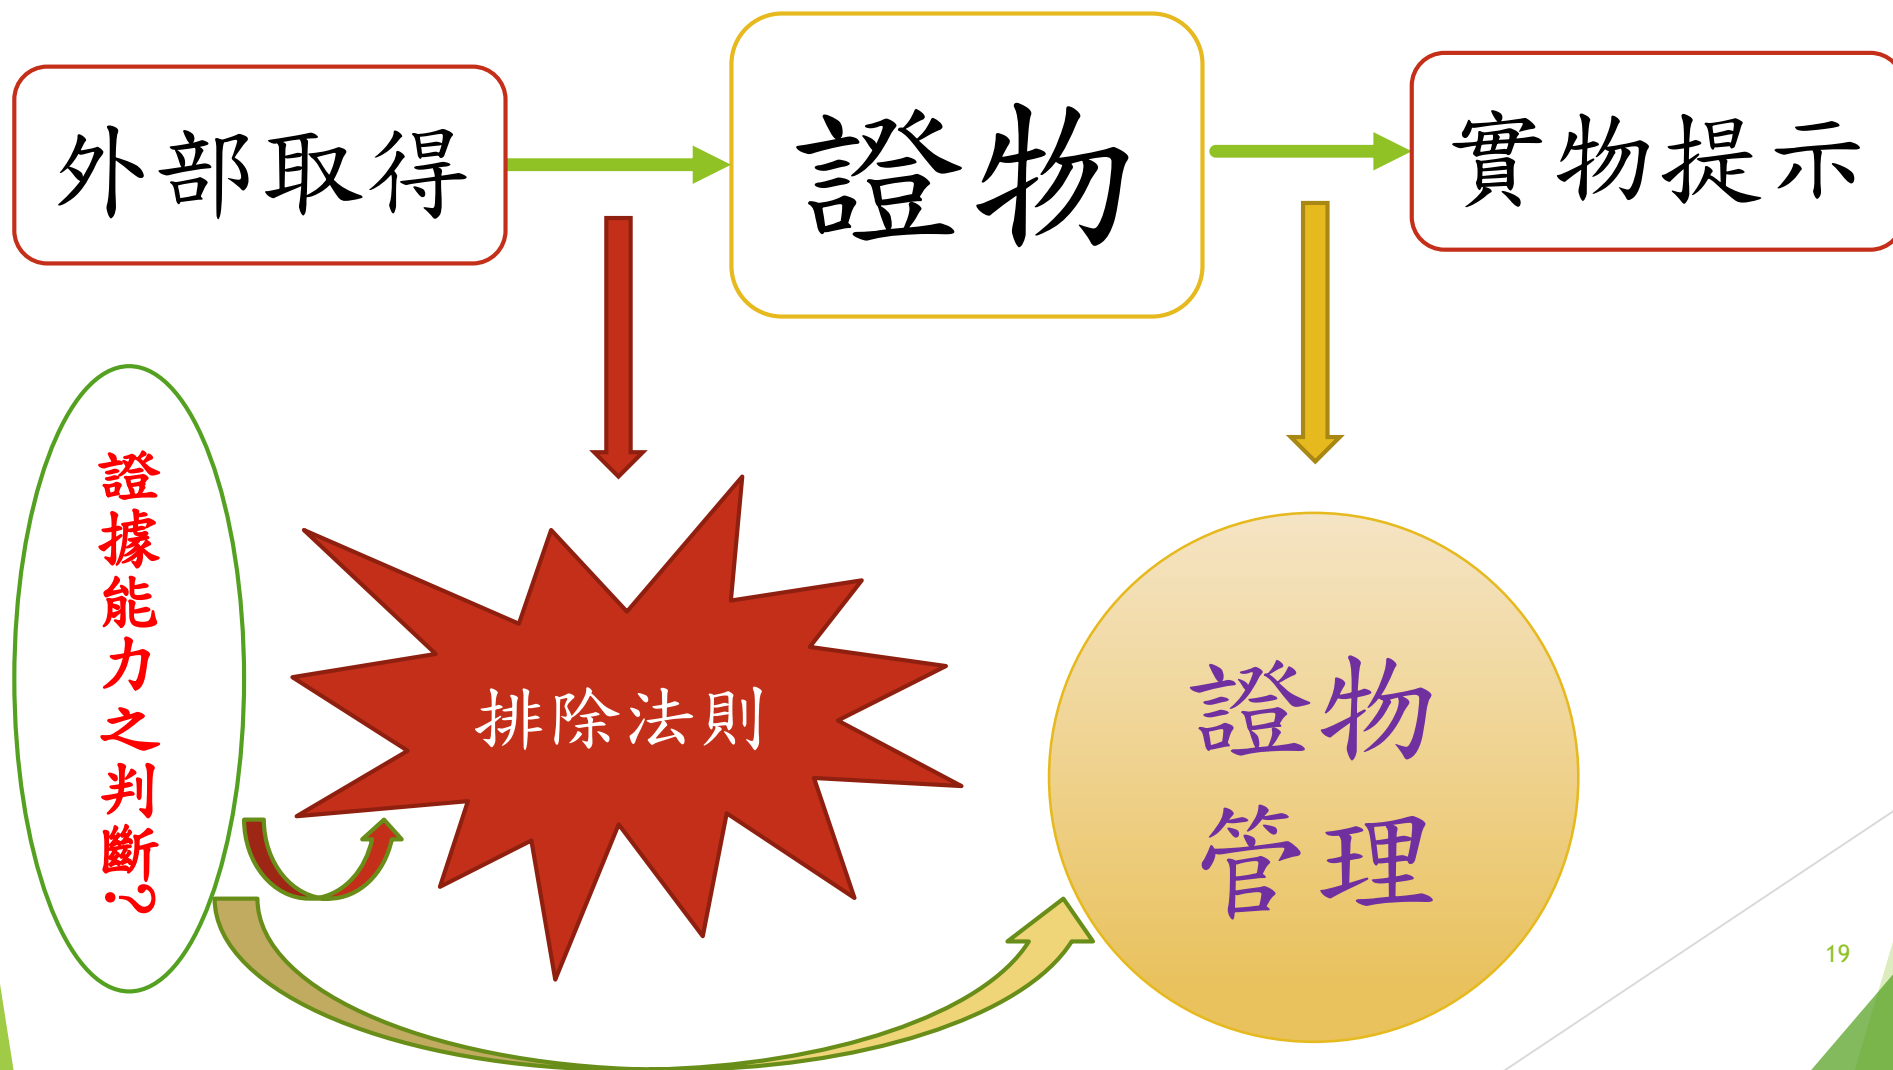 外部取得
證物
實物提示
證據能力之判斷?
排除法則
證物
管理
19